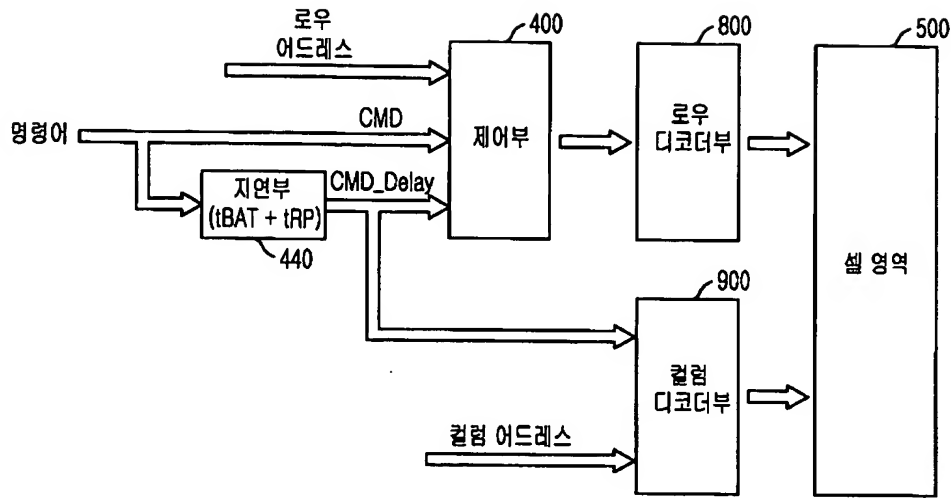 로우
어드레스
400
800
500
명령어
CMD
제어부
로우
디코더부
지연부
(tBAT + tRP)
CMD_Delay
440
셀 영역
900
컬럼
디코더부
컬럼 어드레스